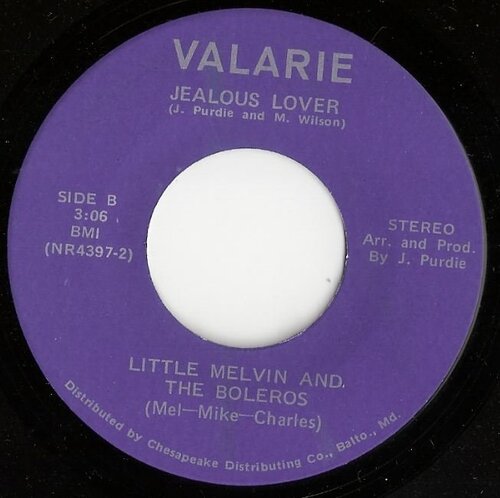 VALARIE
JEALOUS LOVER
(J. Purdie and M. Wilson)
SIDE B
3:06
BMI
(NR4397-2)
STEREO
Arr. and Prod.
By J. Purdie
LITTLE MELVIN AND
THE BOLEROS
(Mel—Mike—Charles)
Distributed by Chesapeake Distributing Co., Balto., Md.